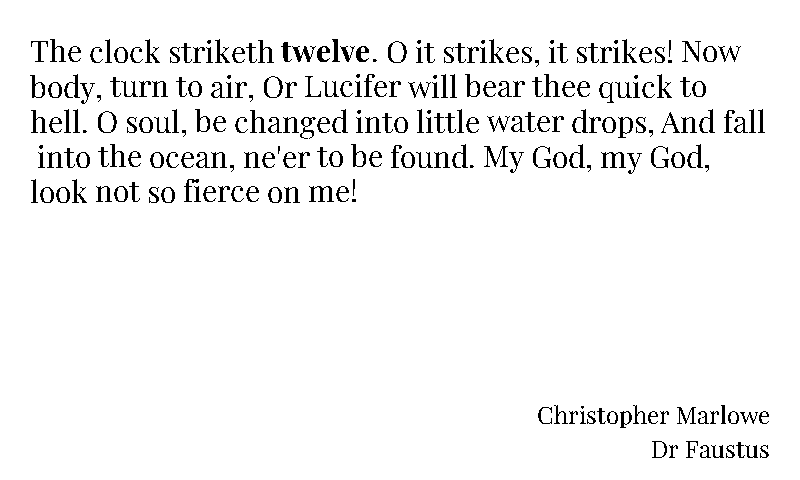 The clock striketh twelve. O it strikes, it strikes! Now
body, turn to air, Or Lucifer will bear thee quick to
hell. O soul, be changed into little water drops, And fall
into the ocean, ne'er to be found. My God, my God,
look not so fierce on me!
Christopher Marlowe
Dr Faustus